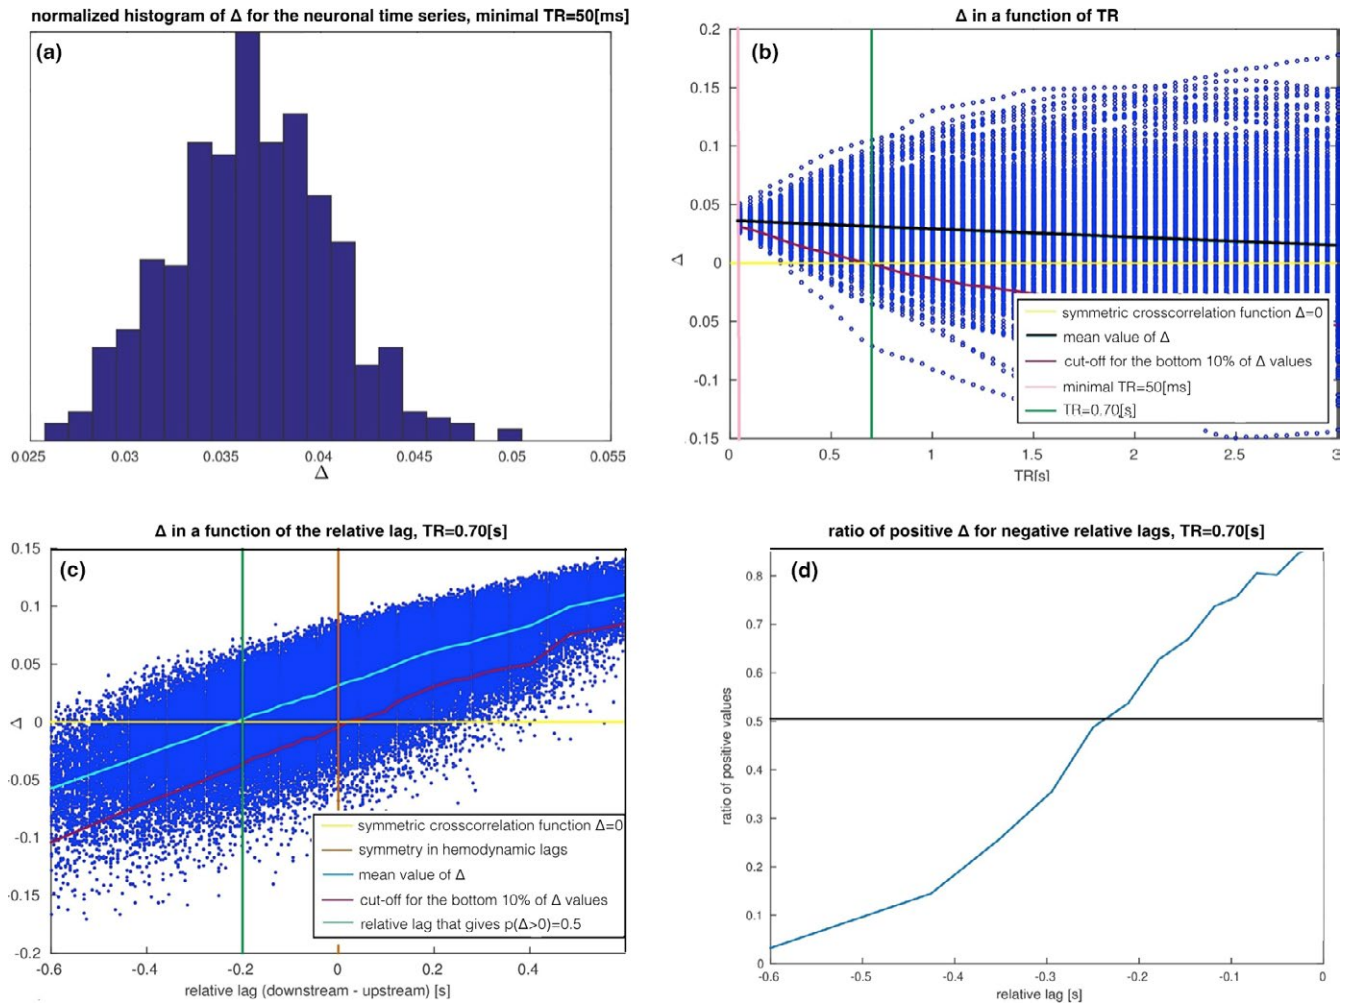 normalized histogram of Δ for the neuronal time series, minimal TR=50[ms]
(a)
0.025 0.03 0.035 0.04 0.045 0.05 0.055
Δ
Δ in a function of TR
(b)
0.2
0.15
0.1
0.05
0
0.05
-0.1
0.15
Δ
symmetric crosscorrelation function Δ=0
mean value of Δ
cut-off for the bottom 10% of Δ values
minimal TR=50[ms]
TR=0.70[s]
0 0.5 1 1.5 2 2.5 3
TR[s]
Δ in a function of the relative lag, TR=0.70[s]
(c)
0.15
0.1
0.05
0
0.05
-0.1
0.15
-0.2
Δ
symmetric crosscorrelation function Δ=0
symmetry in hemodynamic lags
mean value of Δ
cut-off for the bottom 10% of Δ values
relative lag that gives p(Δ>0)=0.5
-0.6 -0.4 -0.2 0 0.2 0.4
relative lag (downstream - upstream) [s]
ratio of positive Δ for negative relative lags, TR=0.70[s]
(d)
0.8
0.7
0.6
0.5
0.4
0.3
0.2
0.1
0
ratio of positive values
-0.6 -0.5 -0.4 -0.3 -0.2 -0.1 0
relative lag [s]